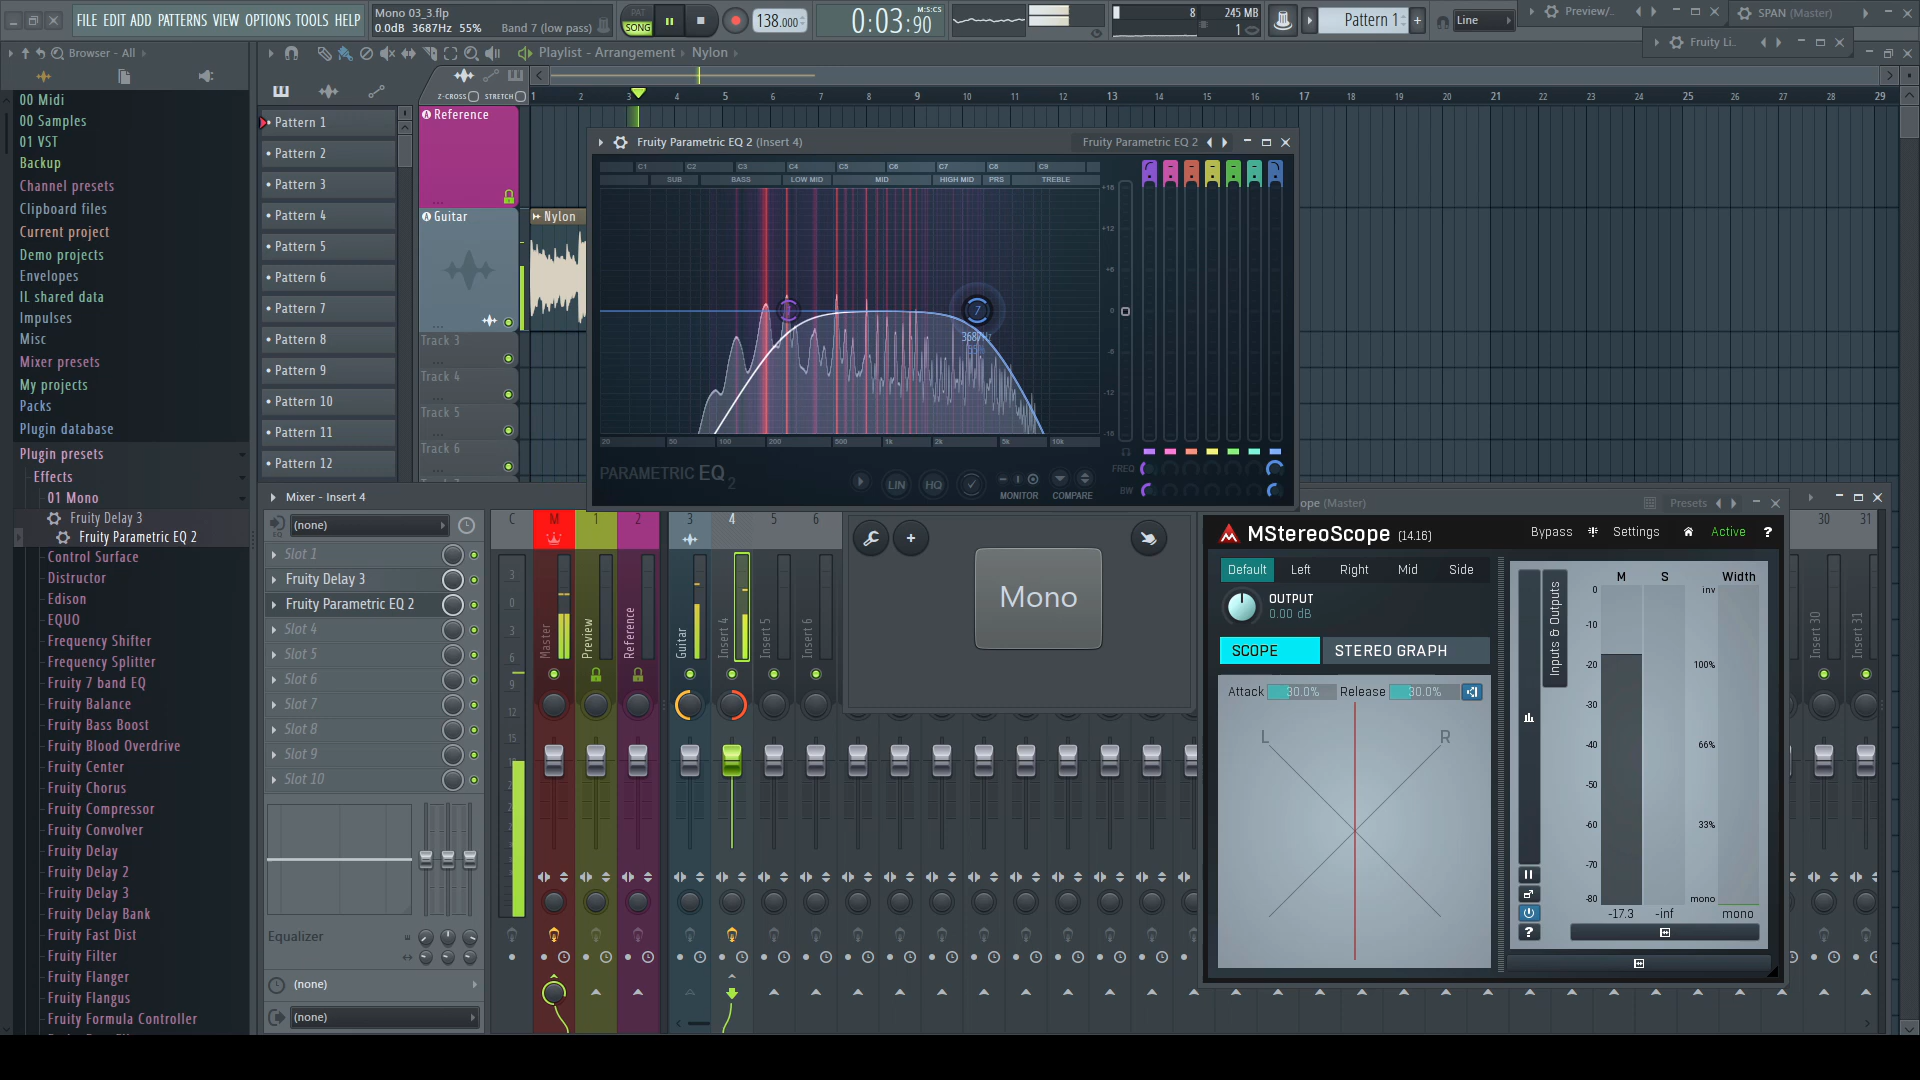 FILE EDIT ADD PATTERNS VIEW OPTIONS TOOLS HELP
Mono 03_3.flp
0.0dB 3687Hz 55% Band 7 (low pass)
PAT
SONG
138.000
M:S:CS
0:03:90
8 245 MB
1
Pattern 1
Line
Preview/..
SPAN (Master)
Fruity Li..
Browser - All
Playlist - Arrangement Nylon
Z-CROSS STRETCH
1 2 3 4 5 6 7 8 9 10 11 12 13 14 15 16 17 18 19 20 21 22 23 24 25 26 27 28 29
00 Midi
00 Samples
01 VST
Backup
Channel presets
Clipboard files
Current project
Demo projects
Envelopes
IL shared data
Impulses
Misc
Mixer presets
My projects
Packs
Plugin database
Plugin presets
Effects
01 Mono
Fruity Delay 3
Fruity Parametric EQ 2
Control Surface
Distructor
Edison
EQUO
Frequency Shifter
Frequency Splitter
Fruity 7 band EQ
Fruity Balance
Fruity Bass Boost
Fruity Blood Overdrive
Fruity Center
Fruity Chorus
Fruity Compressor
Fruity Convolver
Fruity Delay
Fruity Delay 2
Fruity Delay 3
Fruity Delay Bank
Fruity Fast Dist
Fruity Filter
Fruity Flanger
Fruity Flangus
Fruity Formula Controller
Pattern 1
Pattern 2
Pattern 3
Pattern 4
Pattern 5
Pattern 6
Pattern 7
Pattern 8
Pattern 9
Pattern 10
Pattern 11
Pattern 12
Reference
Guitar
Nylon
Track 3
Track 4
Track 5
Track 6
Fruity Parametric EQ 2 (Insert 4)
Fruity Parametric EQ 2
C1 C2 C3 C4 C5 C6 C7 C8 C9
SUB BASS LOW MID MID HIGH MID PRS TREBLE
7
3687Hz
20 50 100 200 500 1k 2k 5k 10k
PARAMETRIC EQ 2
LIN HQ
MONITOR COMPARE
FREQ
BW
Mixer - Insert 4
(none)
Slot 1
Fruity Delay 3
Fruity Parametric EQ 2
Slot 4
Slot 5
Slot 6
Slot 7
Slot 8
Slot 9
Slot 10
Equalizer
(none)
(none)
C M 1 2 3 4 5 6
3
0
3
6
9
12
15
Master
Preview
Reference
Guitar
Insert 4
Insert 5
Insert 6
Mono
30 31
Insert 30
Insert 31
ope (Master)
Presets
MStereoScope (14.16)
Bypass Settings Active ?
Default Left Right Mid Side
OUTPUT
0.00 dB
SCOPE STEREO GRAPH
Attack 30.0% Release 30.0%
L R
Inputs & Outputs
M S Width
0 inv
-10
-20 100%
-30
-40 66%
-50
-60 33%
-70
-80 mono
-17.3 -inf mono
?